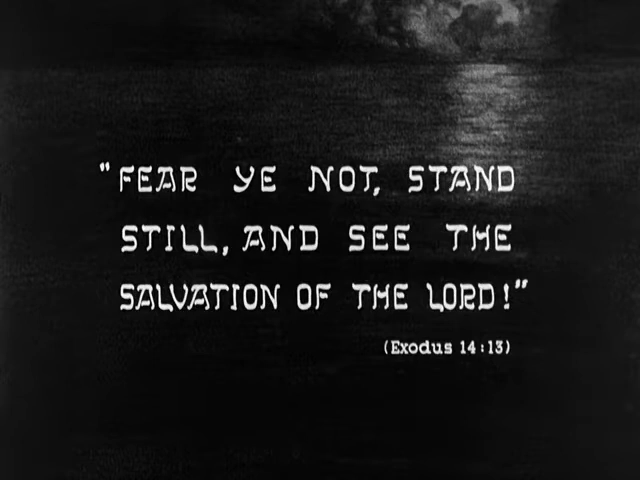 "FEAR YE NOT, STAND
STILL, AND SEE THE
SALVATION OF THE LORD!"
(Exodus 14:13)